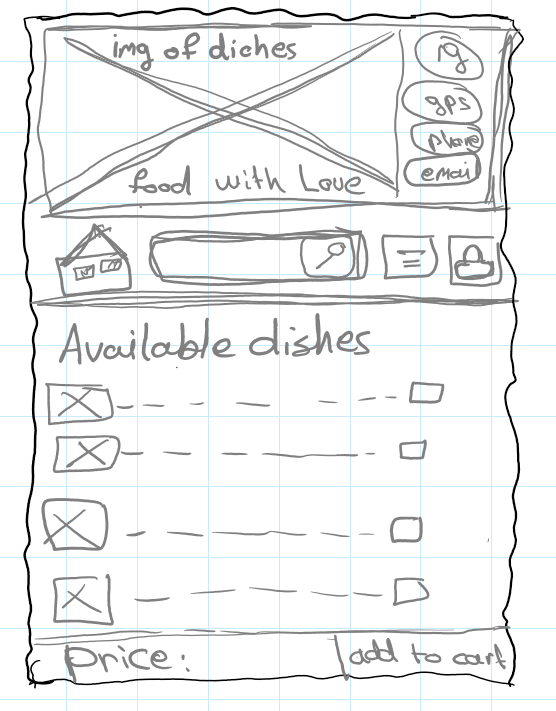 img of diches
ig
gps
phone
email
food with Love
Available dishes
Price:
add to cart